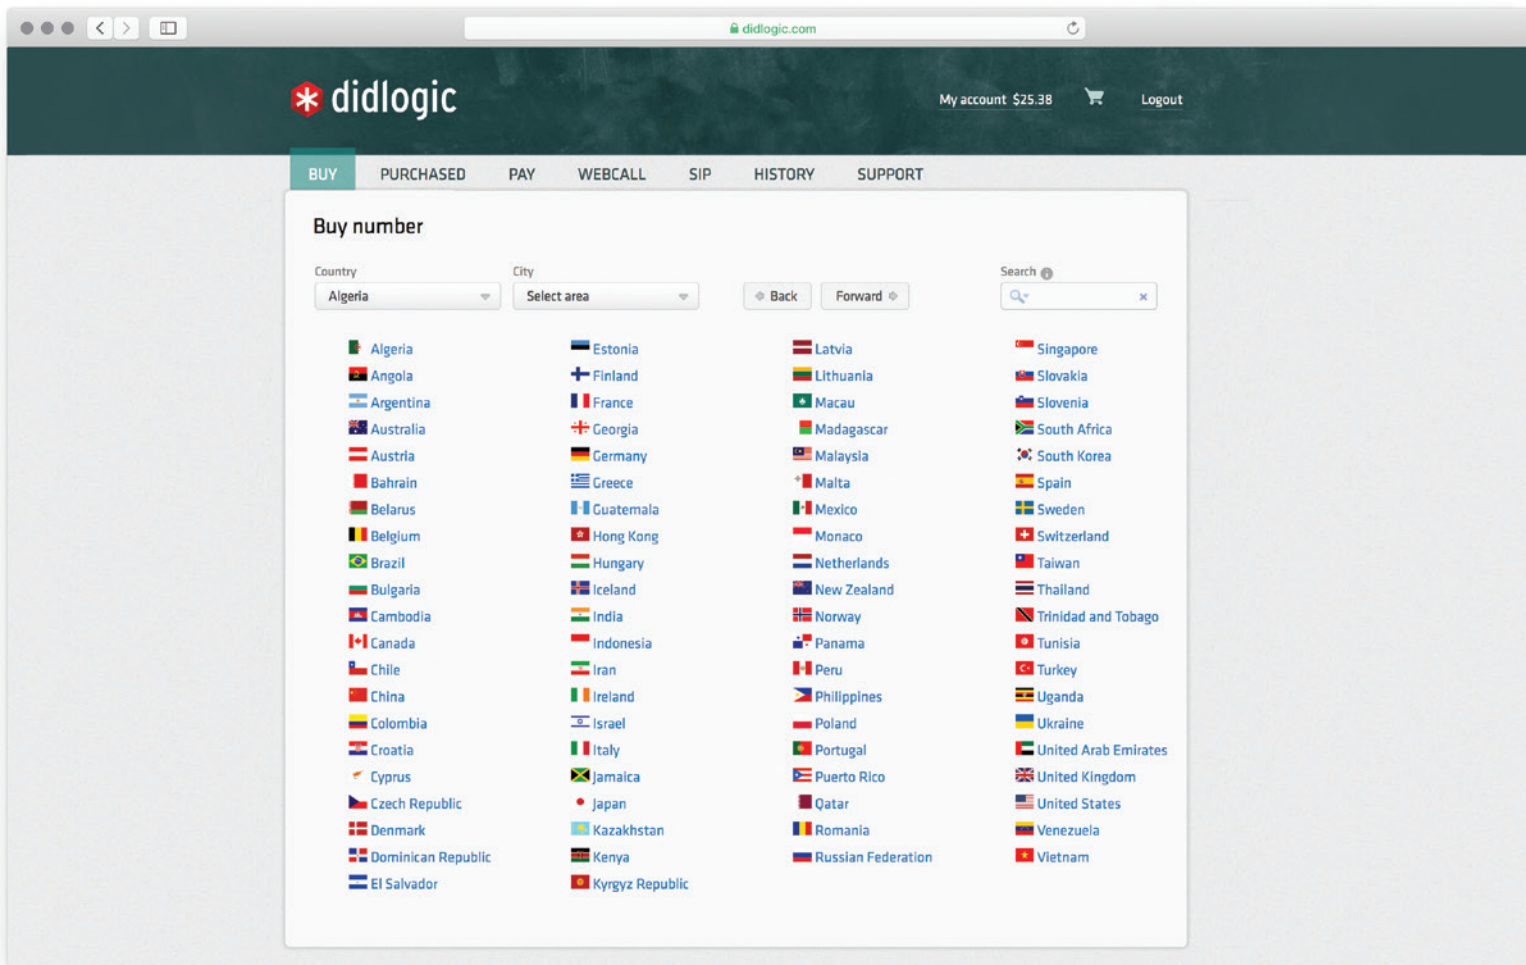 didlogic.com
didlogic
My account $25.38
Logout
BUY PURCHASED PAY WEBCALL SIP HISTORY SUPPORT
Buy number
Country City Search
Algeria Select area Back Forward
Algeria Estonia Latvia Singapore
Angola Finland Lithuania Slovakia
Argentina France Macau Slovenia
Australia Georgia Madagascar South Africa
Austria Germany Malaysia South Korea
Bahrain Greece Malta Spain
Belarus Guatemala Mexico Sweden
Belgium Hong Kong Monaco Switzerland
Brazil Hungary Netherlands Taiwan
Bulgaria Iceland New Zealand Thailand
Cambodia India Norway Trinidad and Tobago
Canada Indonesia Panama Tunisia
Chile Iran Peru Turkey
China Ireland Philippines Uganda
Colombia Israel Poland Ukraine
Croatia Italy Portugal United Arab Emirates
Cyprus Jamaica Puerto Rico United Kingdom
Czech Republic Japan Qatar United States
Denmark Kazakhstan Romania Venezuela
Dominican Republic Kenya Russian Federation Vietnam
El Salvador Kyrgyz Republic